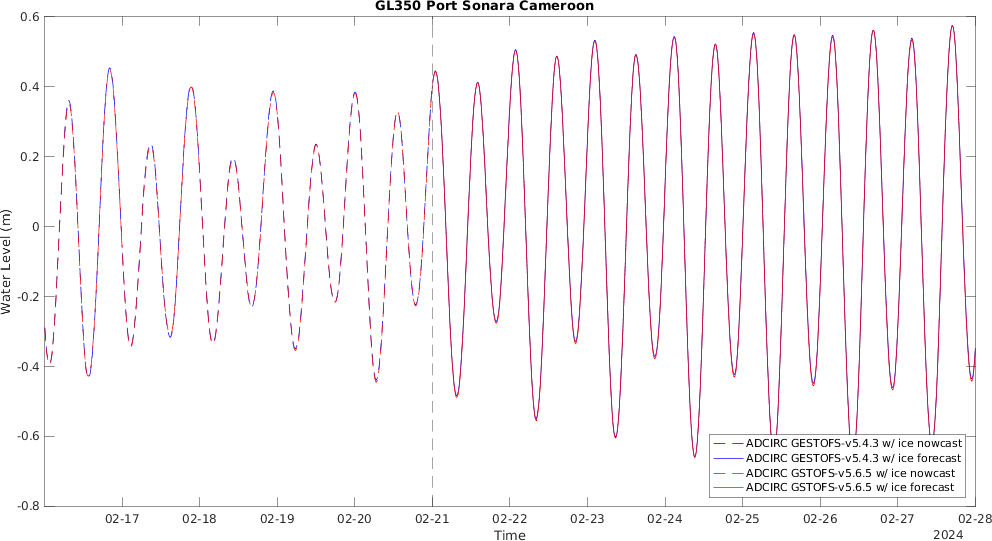 GL350 Port Sonara Cameroon
0.6
0.4
0.2
0
-0.2
-0.4
-0.6
-0.8
Water Level (m)
02-17 02-18 02-19 02-20 02-21 02-22 02-23 02-24 02-25 02-26 02-27 02-28
Time
2024
ADCIRC GESTOFS-v5.4.3 w/ ice nowcast
ADCIRC GESTOFS-v5.4.3 w/ ice forecast
ADCIRC GSTOFS-v5.6.5 w/ ice nowcast
ADCIRC GSTOFS-v5.6.5 w/ ice forecast